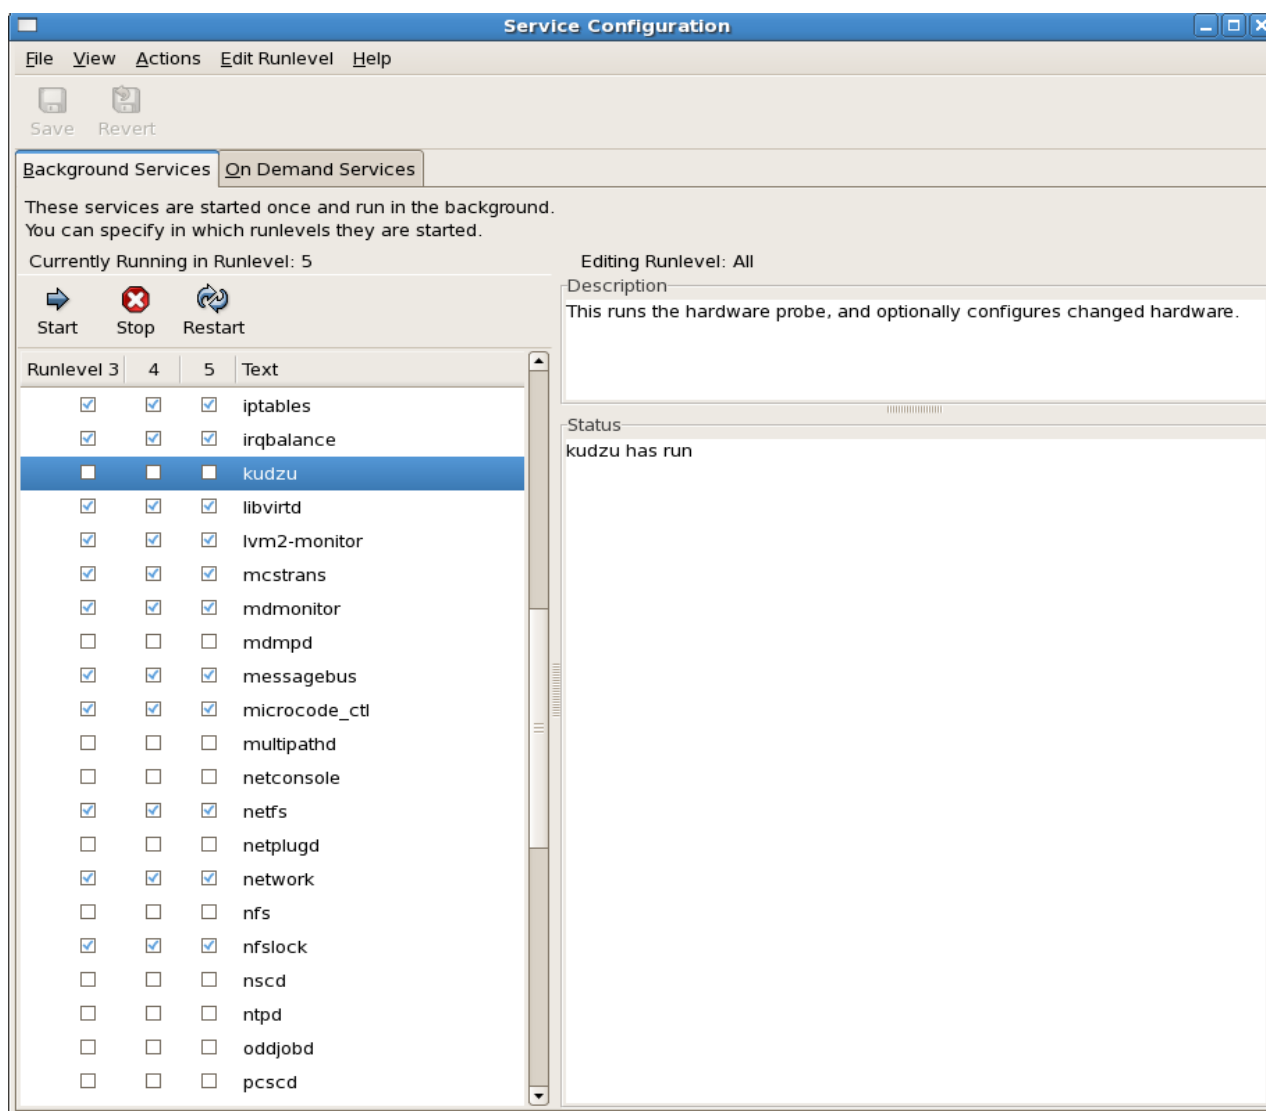 Service Configuration
File View Actions Edit Runlevel Help
Save Revert
Background Services On Demand Services
These services are started once and run in the background.
You can specify in which runlevels they are started.
Currently Running in Runlevel: 5
Start Stop Restart
Runlevel 3 4 5 Text
iptables
irqbalance
kudzu
libvirtd
lvm2-monitor
mcstrans
mdmonitor
mdmpd
messagebus
microcode_ctl
multipathd
netconsole
netfs
netplugd
network
nfs
nfslock
nscd
ntpd
oddjobd
pcscd
Editing Runlevel: All
Description
This runs the hardware probe, and optionally configures changed hardware.
Status
kudzu has run